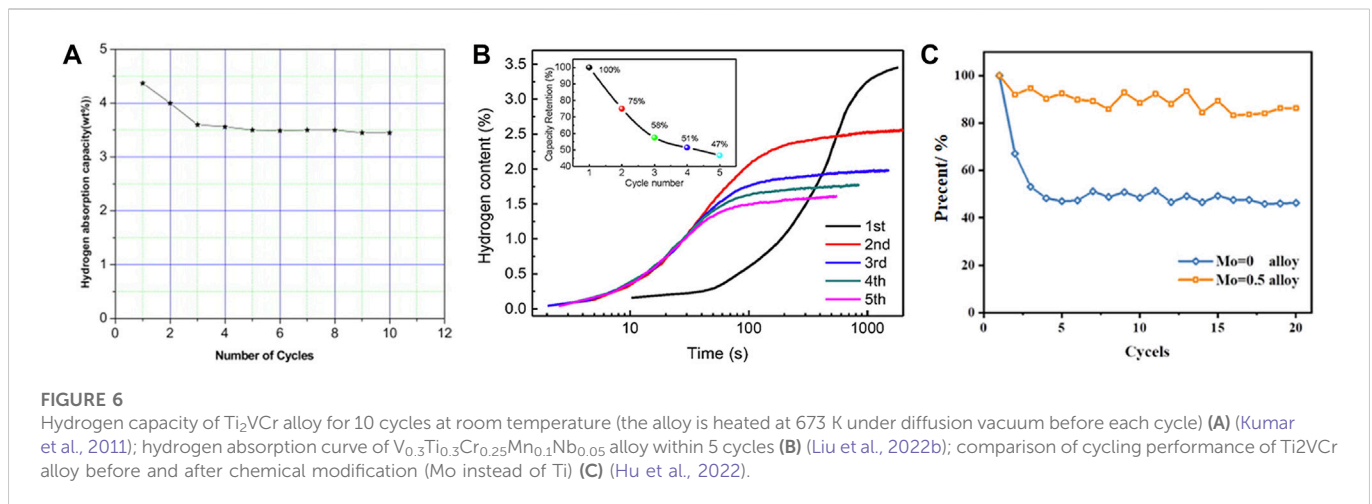 A
Hydrogen absorption capacity(wt%))
5
4
3
2
1
0
0 2 4 6 8 10 12
Number of Cycles
B
Hydrogen content (%)
3.5
3.0
2.5
2.0
1.5
1.0
0.5
0.0
10 100 1000
Time (s)
Capacity Retention (%)
100
90
80
70
60
50
40
100%
75%
58%
51%
47%
1 2 3 4 5
Cycle number
1st
2nd
3rd
4th
5th
C
Precent/ %
100
80
60
40
20
0
0 5 10 15 20
Cycels
Mo=0 alloy
Mo=0.5 alloy
FIGURE 6
Hydrogen capacity of Ti₂VCr alloy for 10 cycles at room temperature (the alloy is heated at 673 K under diffusion vacuum before each cycle) (A) (Kumar
et al., 2011); hydrogen absorption curve of V₀.₃Ti₀.₃Cr₀.₂₅Mn₀.₁Nb₀.₀₅ alloy within 5 cycles (B) (Liu et al., 2022b); comparison of cycling performance of Ti2VCr
alloy before and after chemical modification (Mo instead of Ti) (C) (Hu et al., 2022).